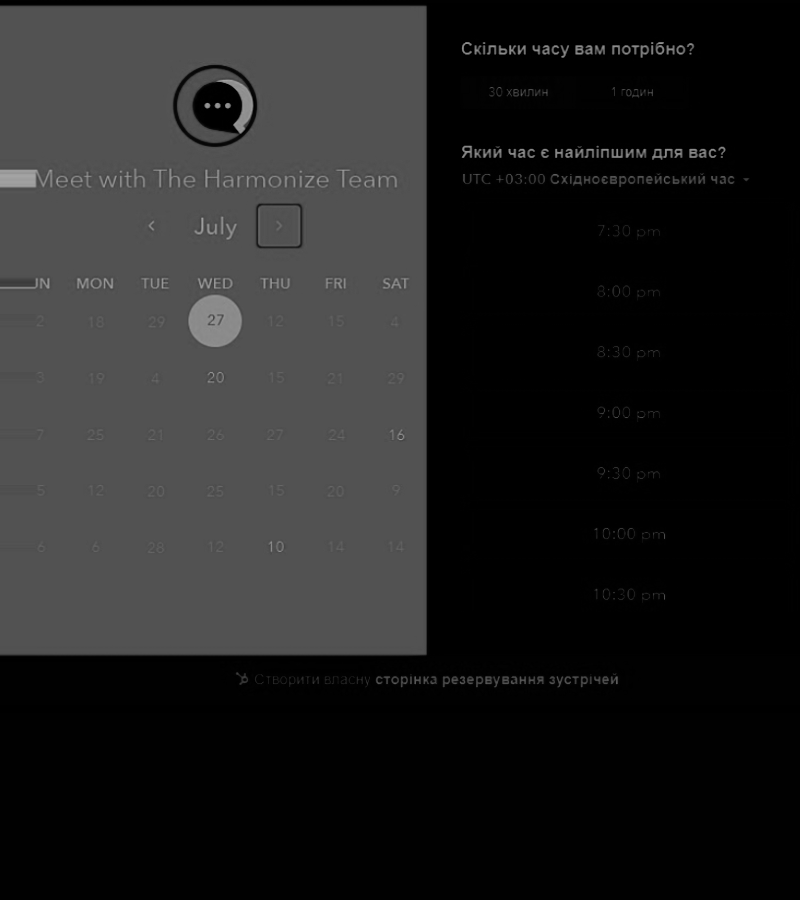 Meet with The Harmonize Team
July
UN MON TUE WED THU FRI SAT
2 18 29 27 12 15 4
3 19 4 20 15 21 29
7 25 21 26 27 24 16
5 12 20 25 15 20 9
6 6 28 12 10 14 14
Скільки часу вам потрібно?
30 хвилин 1 годин
Який час є найліпшим для вас?
UTC +03:00 Східноєвропейський час
7:30 pm
8:00 pm
8:30 pm
9:00 pm
9:30 pm
10:00 pm
10:30 pm
Створити власну сторінка резервування зустрічей